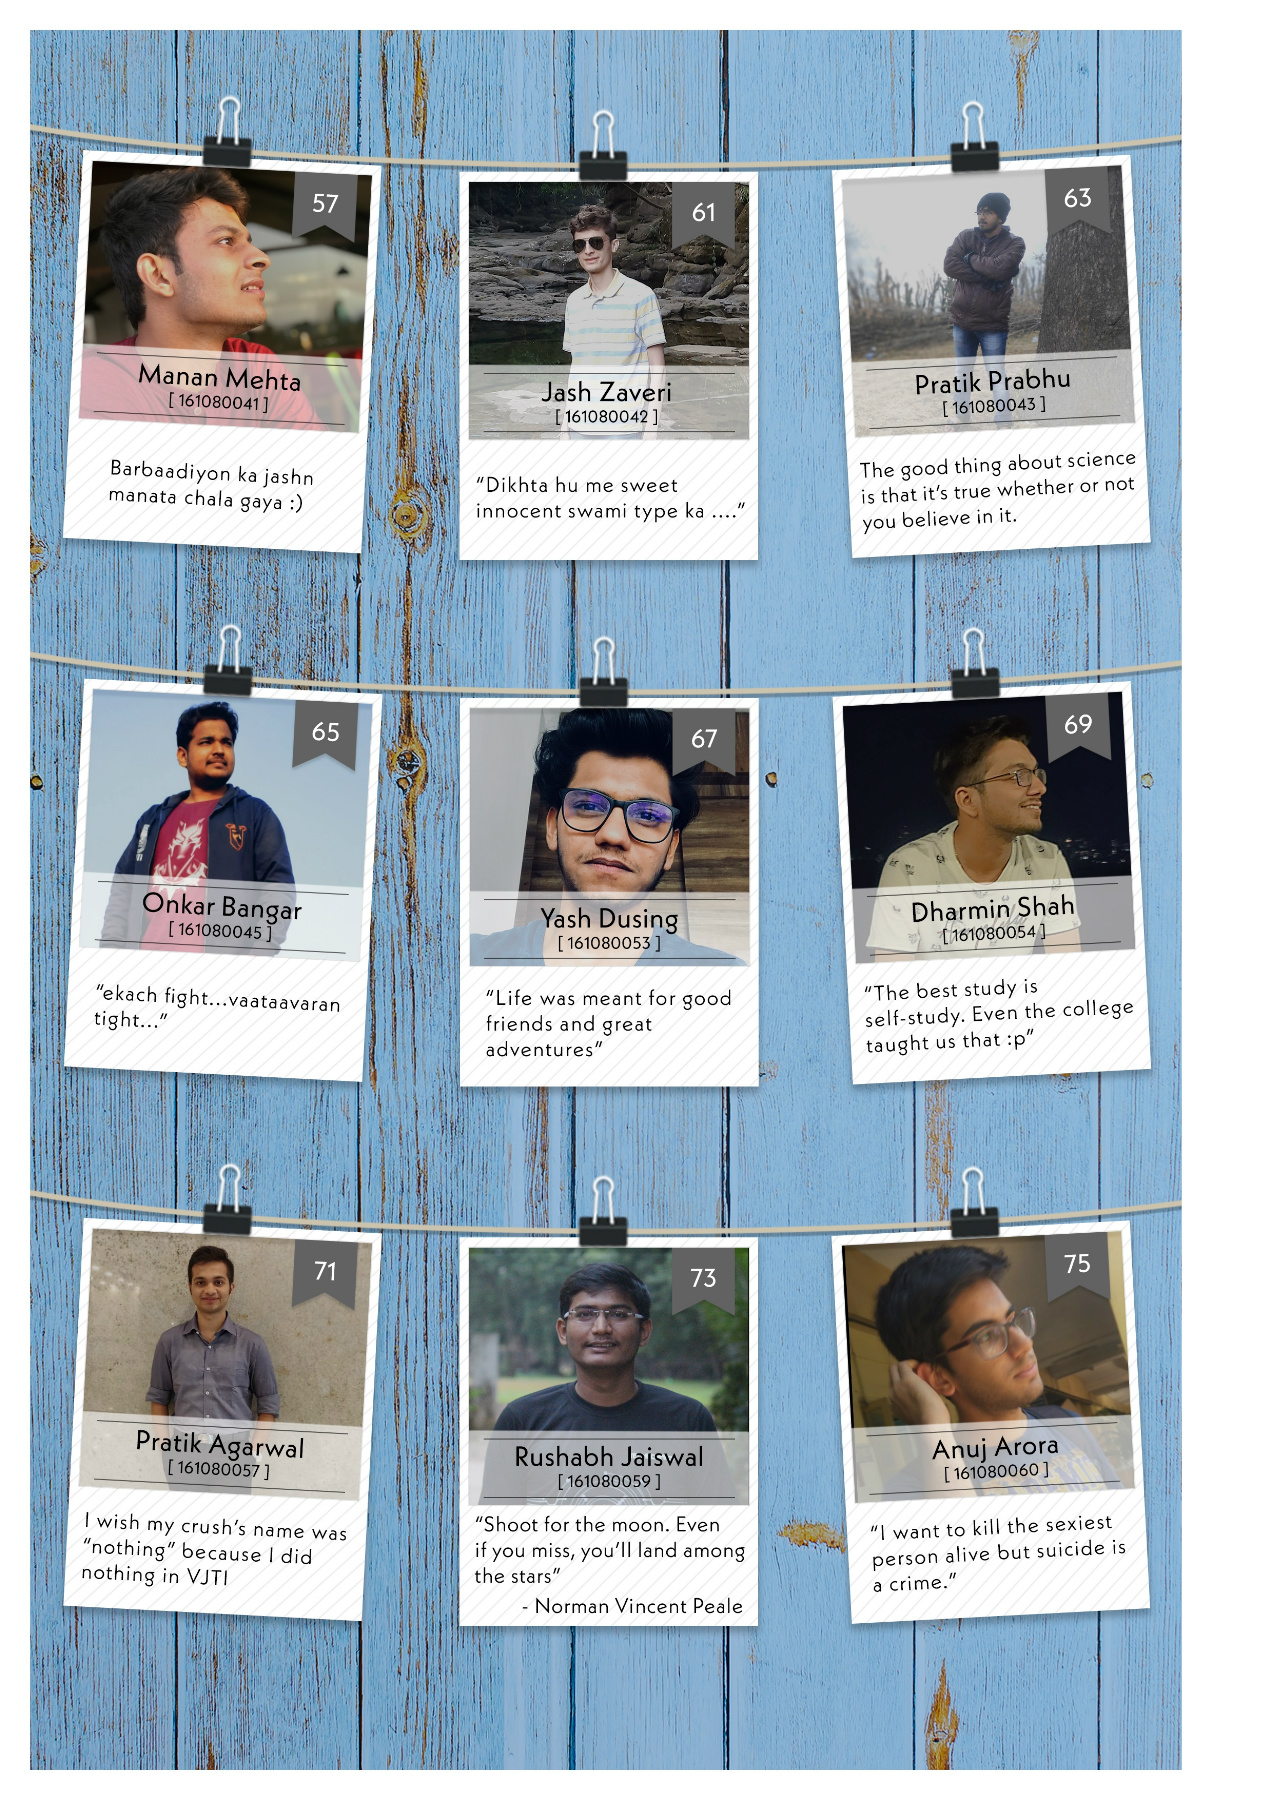 57
Manan Mehta
[ 161080041 ]
Barbaadiyon ka jashn
manata chala gaya :)
61
Jash Zaveri
[ 161080042 ]
“Dikhta hu me sweet
innocent swami type ka ....”
63
Pratik Prabhu
[ 161080043 ]
The good thing about science
is that it’s true whether or not
you believe in it.
65
Onkar Bangar
[ 161080045 ]
“ekach fight...vaataavaran
tight...”
67
Yash Dusing
[ 161080053 ]
“Life was meant for good
friends and great
adventures”
69
Dharmin Shah
[ 161080054 ]
“The best study is
self-study. Even the college
taught us that :p”
71
Pratik Agarwal
[ 161080057 ]
I wish my crush’s name was
“nothing” because I did
nothing in VJTI
73
Rushabh Jaiswal
[ 161080059 ]
“Shoot for the moon. Even
if you miss, you’ll land among
the stars”
- Norman Vincent Peale
75
Anuj Arora
[ 161080060 ]
“I want to kill the sexiest
person alive but suicide is
a crime.”